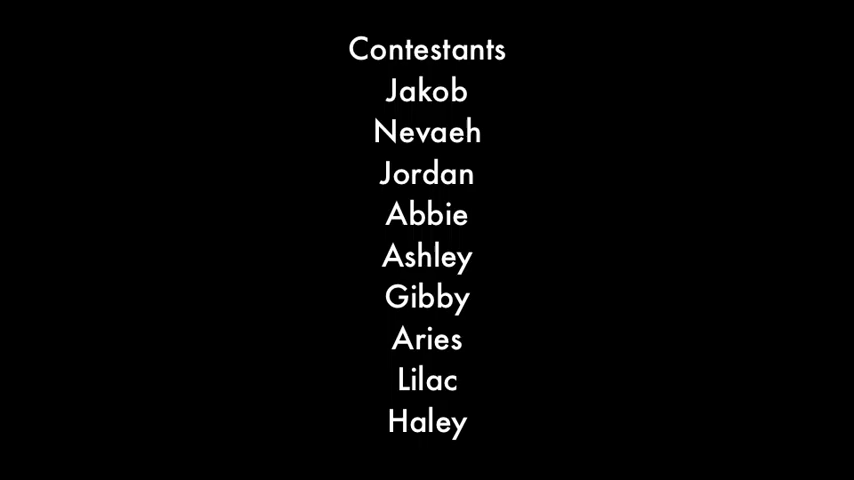 Contestants
Jakob
Nevaeh
Jordan
Abbie
Ashley
Gibby
Aries
Lilac
Haley